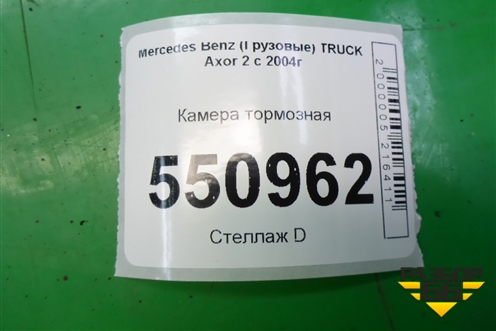 Mercedes Benz (Грузовые) TRUCK
Axor 2 с 2004г
Камера тормозная
550962
Стеллаж D
2000005216411